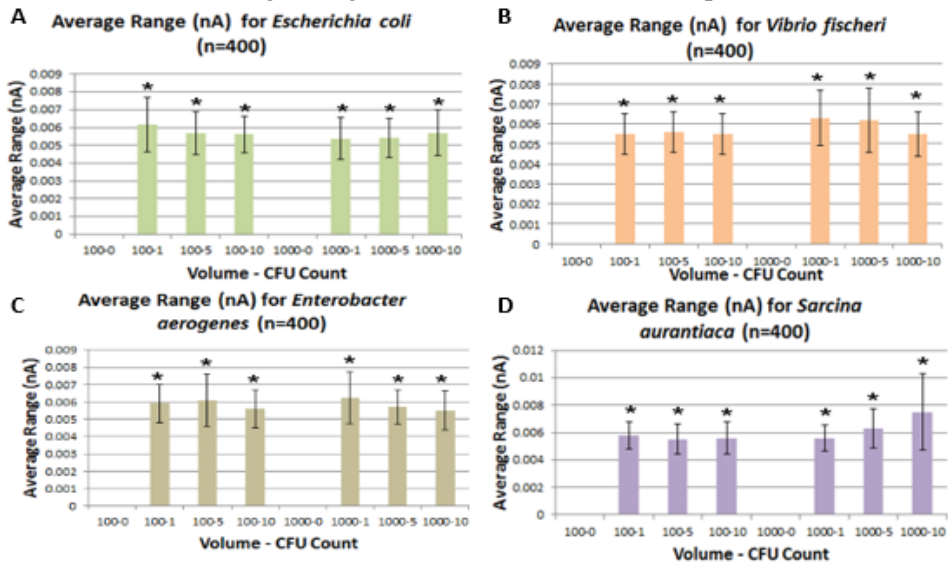 A
Average Range (nA) for Escherichia coli
(n=400)
Average Range (nA)
0.009
0.008
0.007
0.006
0.005
0.004
0.003
0.002
0.001
0
* * * * * *
100-0 100-1 100-5 100-10 1000-0 1000-1 1000-5 1000-10
Volume - CFU Count
B
Average Range (nA) for Vibrio fischeri
(n=400)
Average Range (nA)
0.009
0.008
0.007
0.006
0.005
0.004
0.003
0.002
0.001
0
* * * * * *
100-0 100-1 100-5 100-10 1000-0 1000-1 1000-5 1000-10
Volume - CFU Count
C
Average Range (nA) for Enterobacter
aerogenes (n=400)
Average Range (nA)
0.009
0.008
0.007
0.006
0.005
0.004
0.003
0.002
0.001
0
* * * * * *
100-0 100-1 100-5 100-10 1000-0 1000-1 1000-5 1000-10
Volume - CFU Count
D
Average Range (nA) for Sarcina
aurantiaca (n=400)
Average Range (nA)
0.012
0.01
0.008
0.006
0.004
0.002
0
* * * * * *
100-0 100-1 100-5 100-10 1000-0 1000-1 1000-5 1000-10
Volume - CFU Count